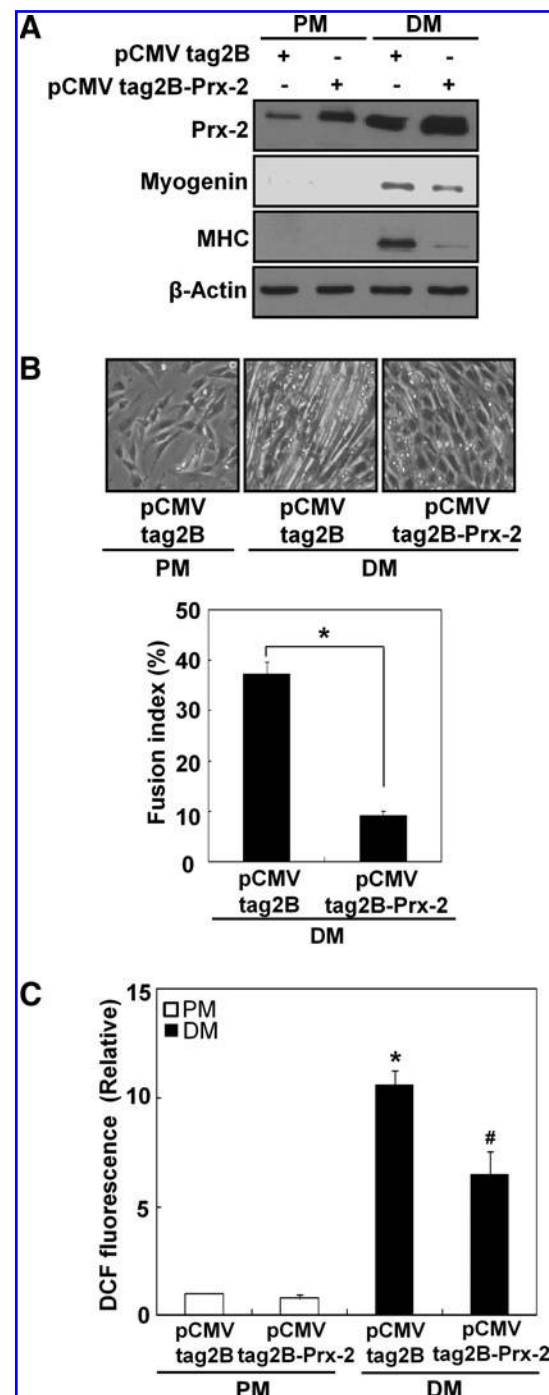 A
PM DM
pCMV tag2B + - + -
pCMV tag2B-Prx-2 - + - +
Prx-2
Myogenin
MHC
β-Actin
B
pCMV tag2B
pCMV tag2B
pCMV tag2B-Prx-2
PM DM
Fusion index (%)
50
40
30
20
10
0
*
pCMV tag2B
pCMV tag2B-Prx-2
DM
C
DCF fluorescence (Relative)
15
10
5
0
PM
DM
*
#
pCMV tag2B
pCMV tag2B-Prx-2
pCMV tag2B
pCMV tag2B-Prx-2
PM DM